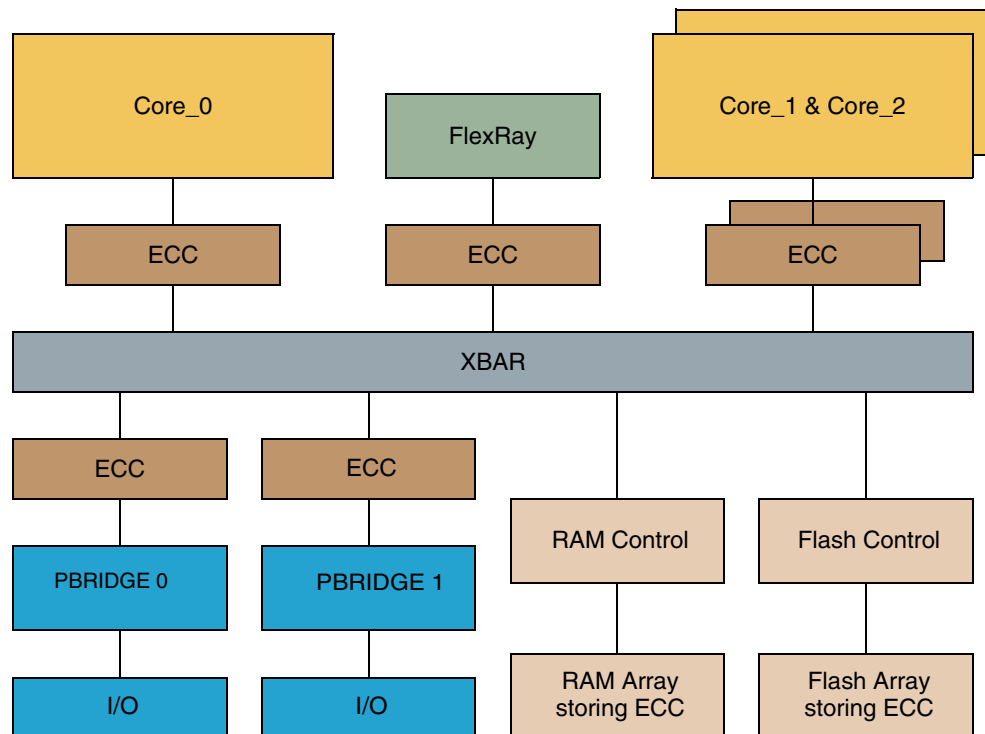 Core_0
FlexRay
Core_1 & Core_2
ECC
ECC
ECC
XBAR
ECC
ECC
RAM Control
Flash Control
PBRIDGE 0
PBRIDGE 1
I/O
I/O
RAM Array
storing ECC
Flash Array
storing ECC